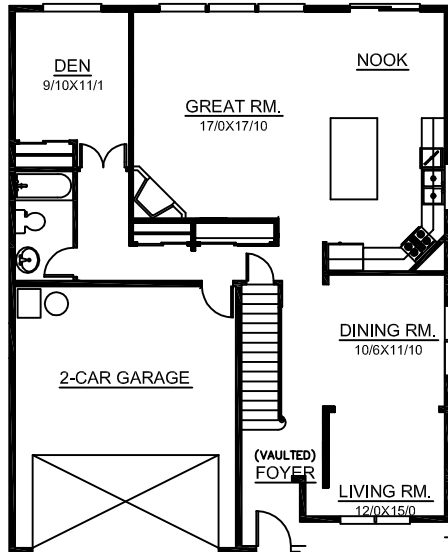 DEN
9/10X11/1
NOOK
GREAT RM.
17/0X17/10
DINING RM.
10/6X11/10
2-CAR GARAGE
(VAULTED)
FOYER
LIVING RM.
12/0X15/0